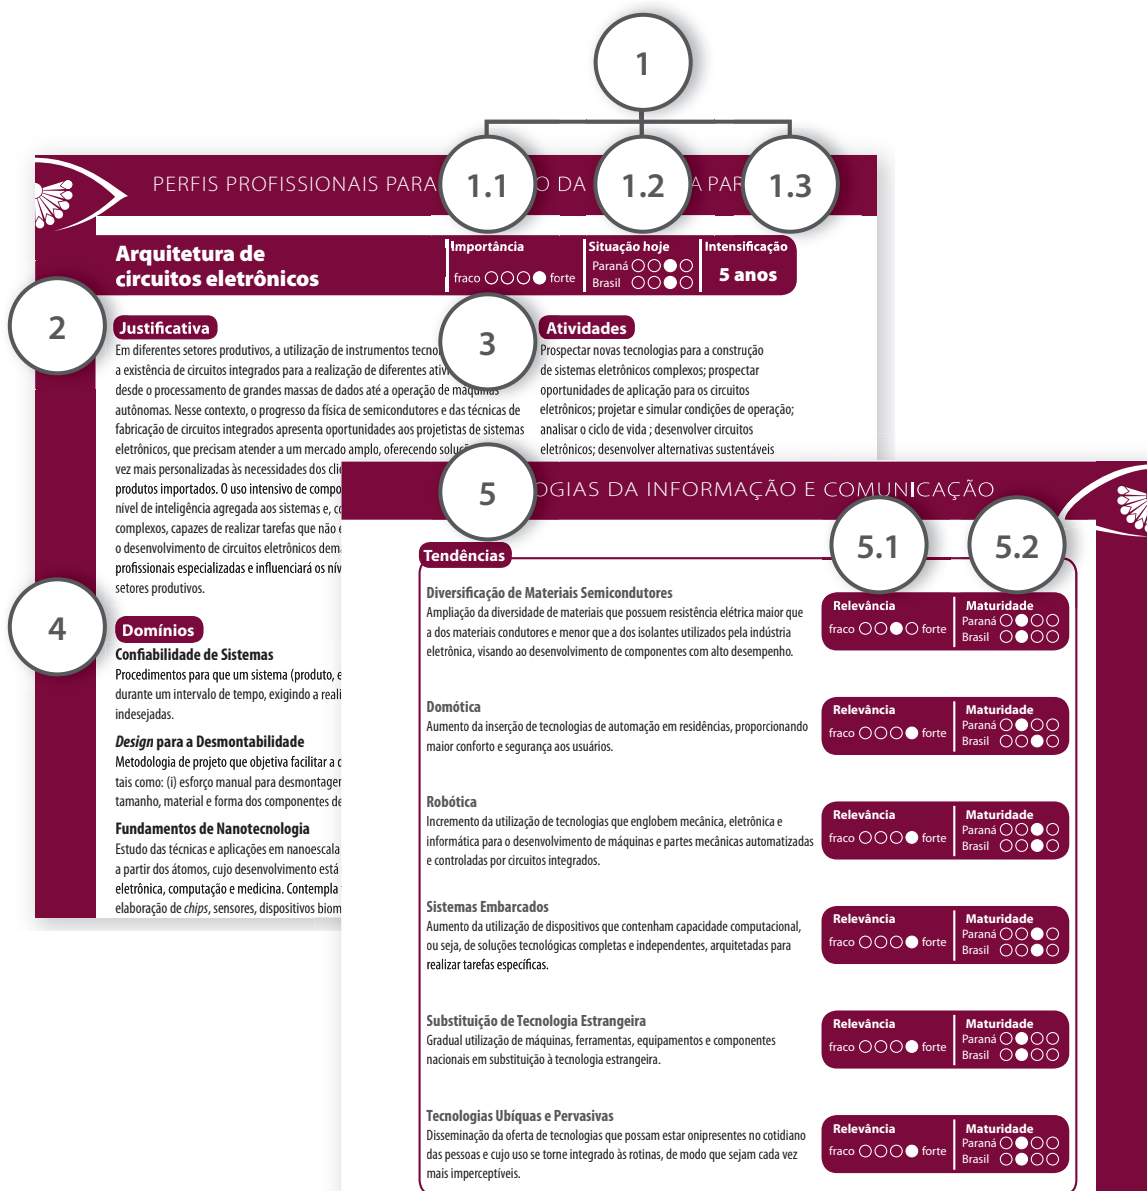 1
1.1
1.2
1.3
PERFIS PROFISSIONAIS PARA O DA A PAR
Arquitetura de
circuitos eletrônicos
Importância
fraco forte
Situação hoje
Paraná
Brasil
Intensificação
5 anos
2
Justificativa
Em diferentes setores produtivos, a utilização de instrumentos
a existência de circuitos integrados para a realização de diferentes
desde o processamento de grandes massas de dados até a operação de máquinas
autônomas. Nesse contexto, o progresso da física de semicondutores e das técnicas de
fabricação de circuitos integrados apresenta oportunidades aos projetistas de sistemas
eletrônicos, que precisam atender a um mercado amplo, oferecendo
vez mais personalizadas às necessidades dos
produtos importados. O uso intensivo de
nível de inteligência agregada aos sistemas e,
complexos, capazes de realizar tarefas que não
o desenvolvimento de circuitos eletrônicos
profissionais especializadas e influenciará os
setores produtivos.
3
Atividades
Prospectar novas tecnologias para a construção
de sistemas eletrônicos complexos; prospectar
oportunidades de aplicação para os circuitos
eletrônicos; projetar e simular condições de operação;
analisar o ciclo de vida ; desenvolver circuitos
eletrônicos; desenvolver alternativas sustentáveis
4
Domínios
Confiabilidade de Sistemas
Procedimentos para que um sistema (produto,
durante um intervalo de tempo, exigindo a
indesejadas.
Design para a Desmontabilidade
Metodologia de projeto que objetiva facilitar a
tais como: (i) esforço manual para
tamanho, material e forma dos componentes
Fundamentos de Nanotecnologia
Estudo das técnicas e aplicações em nanoescala
a partir dos átomos, cujo desenvolvimento está
eletrônica, computação e medicina. Contempla
elaboração de chips, sensores, dispositivos
5
OGIAS DA INFORMAÇÃO E COMUNICAÇÃO
5.1
5.2
Tendências
Diversificação de Materiais Semicondutores
Ampliação da diversidade de materiais que possuem resistência elétrica maior que
a dos materiais condutores e menor que a dos isolantes utilizados pela indústria
eletrônica, visando ao desenvolvimento de componentes com alto desempenho.
Relevância
fraco forte
Maturidade
Paraná
Brasil
Domótica
Aumento da inserção de tecnologias de automação em residências, proporcionando
maior conforto e segurança aos usuários.
Relevância
fraco forte
Maturidade
Paraná
Brasil
Robótica
Incremento da utilização de tecnologias que englobem mecânica, eletrônica e
informática para o desenvolvimento de máquinas e partes mecânicas automatizadas
e controladas por circuitos integrados.
Relevância
fraco forte
Maturidade
Paraná
Brasil
Sistemas Embarcados
Aumento da utilização de dispositivos que contenham capacidade computacional,
ou seja, de soluções tecnológicas completas e independentes, arquitetadas para
realizar tarefas específicas.
Relevância
fraco forte
Maturidade
Paraná
Brasil
Substituição de Tecnologia Estrangeira
Gradual utilização de máquinas, ferramentas, equipamentos e componentes
nacionais em substituição à tecnologia estrangeira.
Relevância
fraco forte
Maturidade
Paraná
Brasil
Tecnologias Ubíquas e Pervasivas
Disseminação da oferta de tecnologias que possam estar onipresentes no cotidiano
das pessoas e cujo uso se torne integrado às rotinas, de modo que sejam cada vez
mais imperceptíveis.
Relevância
fraco forte
Maturidade
Paraná
Brasil